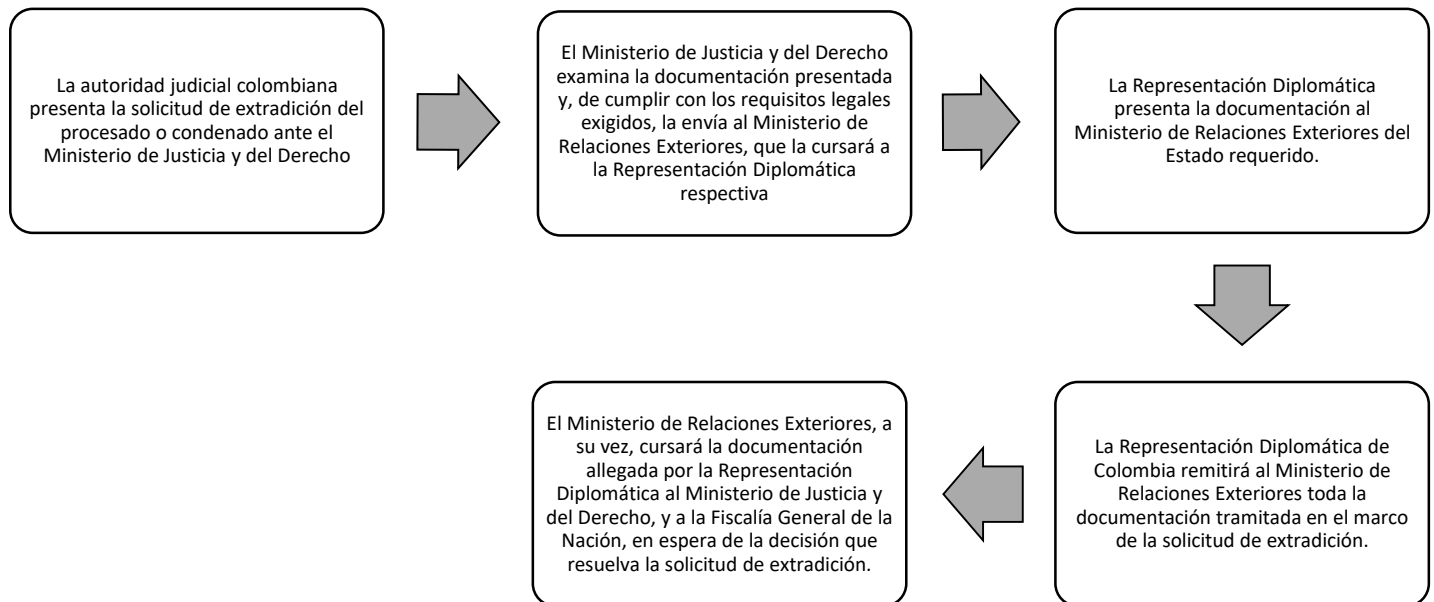 La autoridad judicial colombiana
presenta la solicitud de extradición del
procesado o condenado ante el
Ministerio de Justicia y del Derecho
El Ministerio de Justicia y del Derecho
examina la documentación presentada
y, de cumplir con los requisitos legales
exigidos, la envía al Ministerio de
Relaciones Exteriores, que la cursará a
la Representación Diplomática
respectiva
La Representación Diplomática
presenta la documentación al
Ministerio de Relaciones Exteriores del
Estado requerido.
La Representación Diplomática de
Colombia remitirá al Ministerio de
Relaciones Exteriores toda la
documentación tramitada en el marco
de la solicitud de extradición.
El Ministerio de Relaciones Exteriores, a
su vez, cursará la documentación
allegada por la Representación
Diplomática al Ministerio de Justicia y
del Derecho, y a la Fiscalía General de la
Nación, en espera de la decisión que
resuelva la solicitud de extradición.